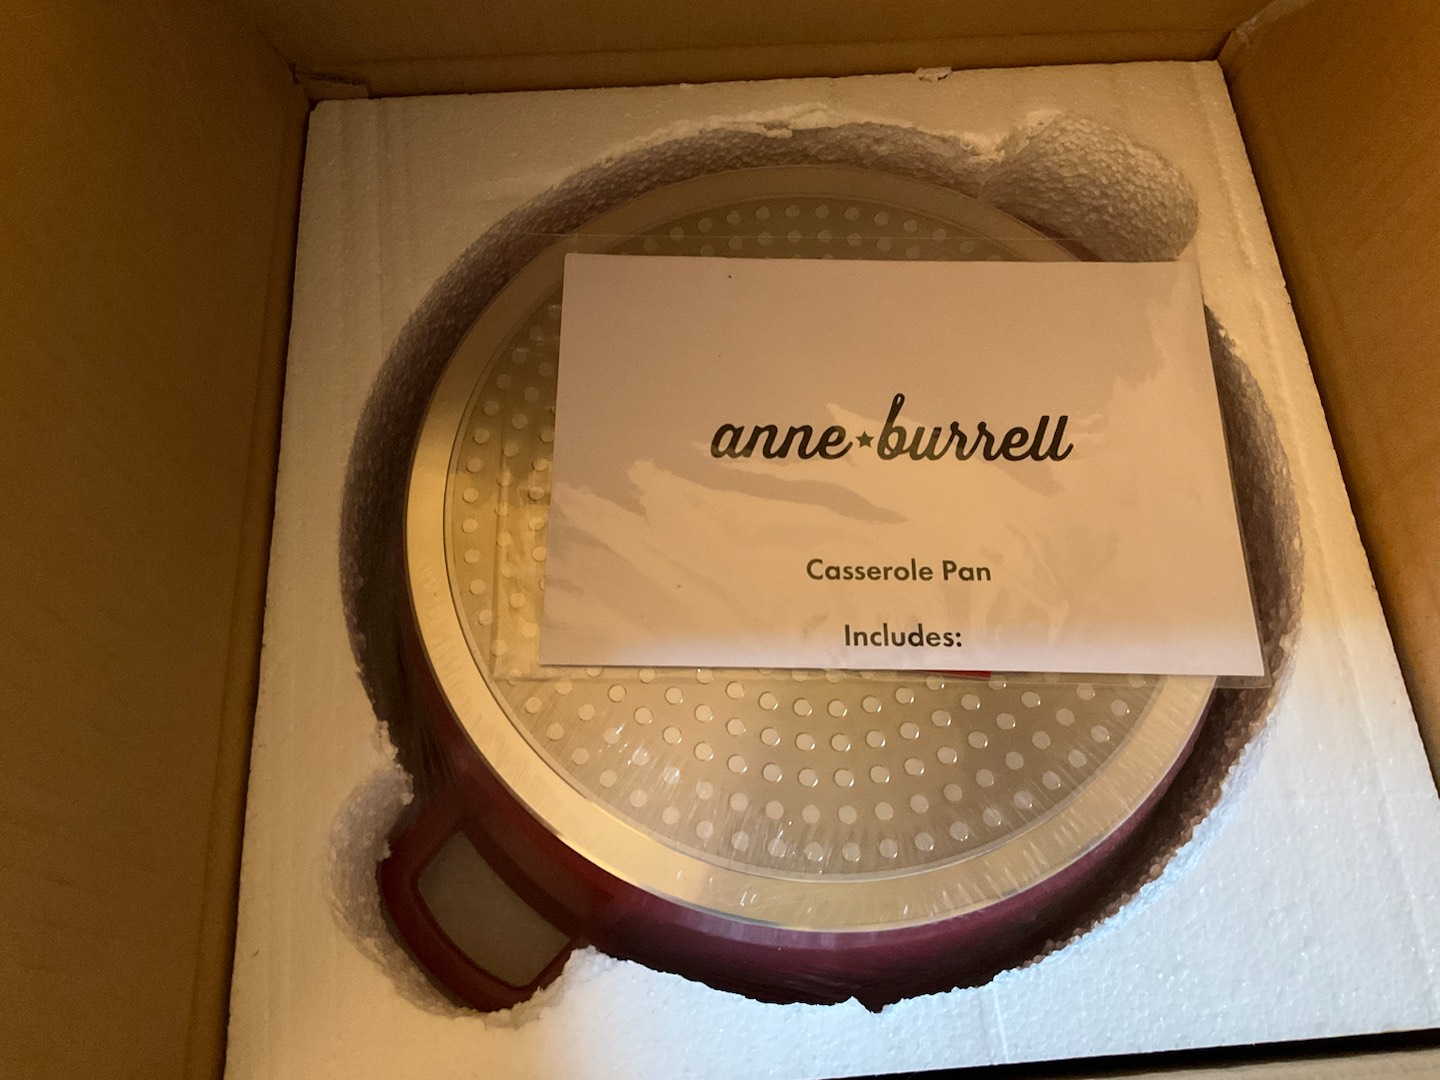 anne★burrell
Casserole Pan
Includes: